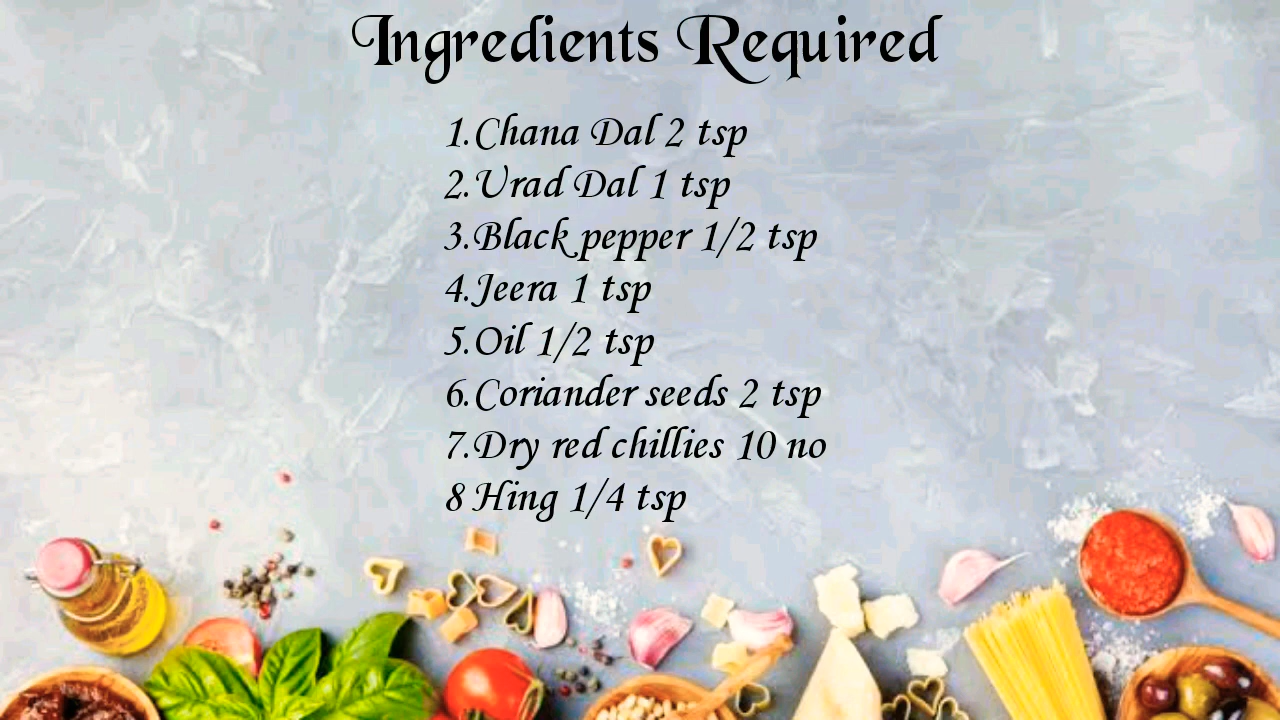 Ingredients Required
1.Chana Dal 2 tsp
2.Urad Dal 1 tsp
3.Black pepper 1/2 tsp
4.Jeera 1 tsp
5.Oil 1/2 tsp
6.Coriander seeds 2 tsp
7.Dry red chillies 10 no
8 Hing 1/4 tsp